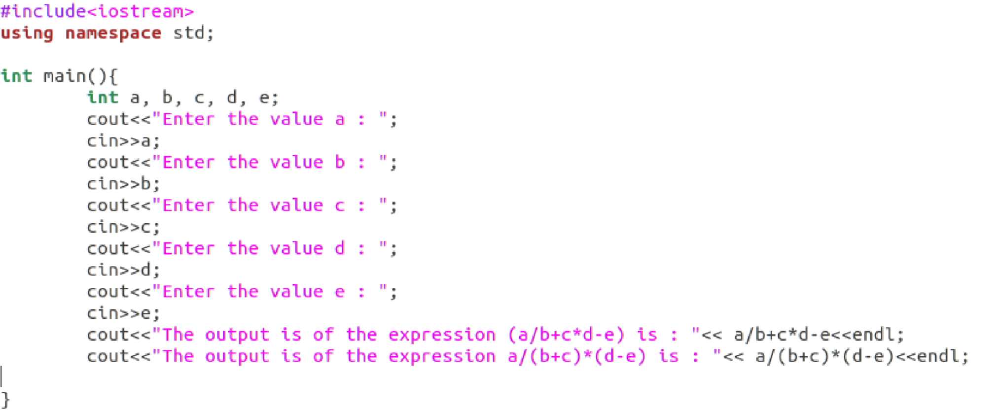 #include<iostream>
using namespace std;

int main(){
        int a, b, c, d, e;
        cout<<"Enter the value a : ";
        cin>>a;
        cout<<"Enter the value b : ";
        cin>>b;
        cout<<"Enter the value c : ";
        cin>>c;
        cout<<"Enter the value d : ";
        cin>>d;
        cout<<"Enter the value e : ";
        cin>>e;
        cout<<"The output is of the expression (a/b+c*d-e) is : "<< a/b+c*d-e<<endl;
        cout<<"The output is of the expression a/(b+c)*(d-e) is : "<< a/(b+c)*(d-e)<<endl;

}